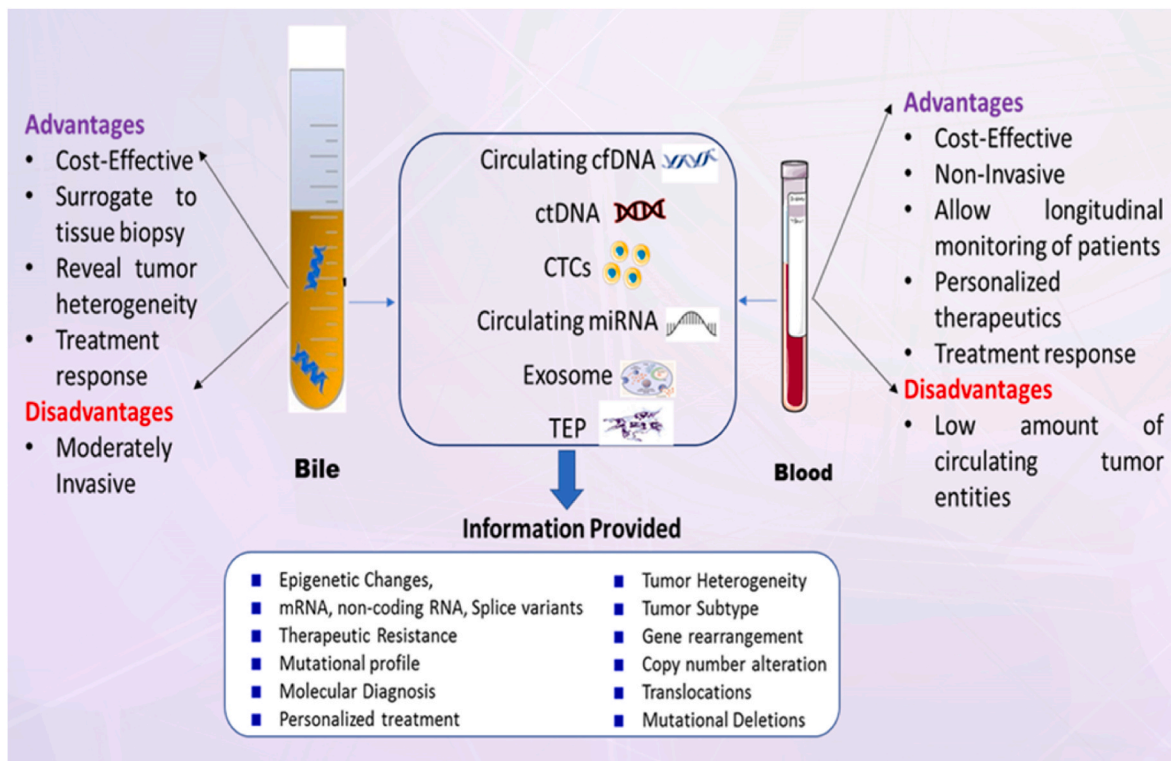 Advantages
• Cost-Effective
• Surrogate to
tissue biopsy
• Reveal tumor
heterogeneity
• Treatment
response
Disadvantages
• Moderately
Invasive
Bile
Circulating cfDNA
ctDNA
CTCs
Circulating miRNA
Exosome
TEP
Blood
Advantages
• Cost-Effective
• Non-Invasive
• Allow longitudinal
monitoring of patients
• Personalized
therapeutics
• Treatment response
Disadvantages
• Low amount of
circulating tumor
entities
Information Provided
Epigenetic Changes,
mRNA, non-coding RNA, Splice variants
Therapeutic Resistance
Mutational profile
Molecular Diagnosis
Personalized treatment
Tumor Heterogeneity
Tumor Subtype
Gene rearrangement
Copy number alteration
Translocations
Mutational Deletions